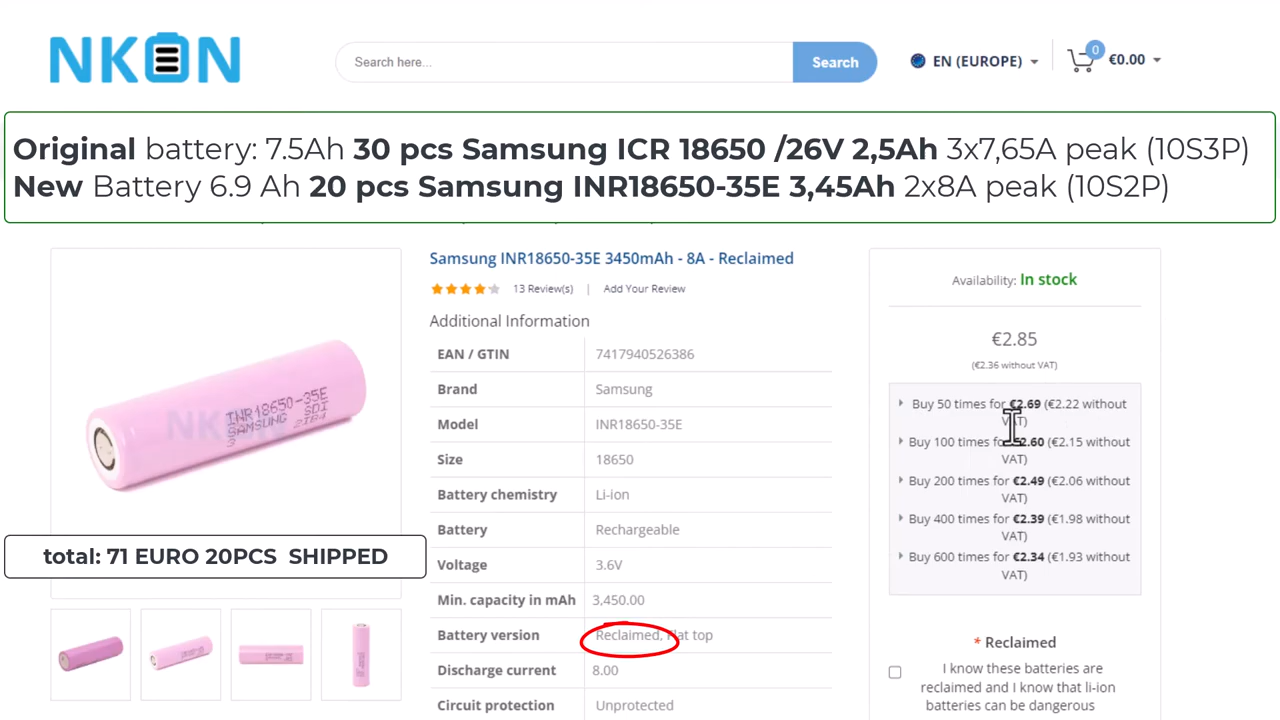 NKON
Search here...
Search
EN (EUROPE)
0
€0.00
Original battery: 7.5Ah 30 pcs Samsung ICR 18650 /26V 2,5Ah 3x7,65A peak (10S3P)
New Battery 6.9 Ah 20 pcs Samsung INR18650-35E 3,45Ah 2x8A peak (10S2P)
Samsung INR18650-35E 3450mAh - 8A - Reclaimed
13 Review(s) | Add Your Review
Additional Information
EAN / GTIN 7417940526386
Brand Samsung
Model INR18650-35E
Size 18650
Battery chemistry Li-ion
Battery Rechargeable
Voltage 3.6V
Min. capacity in mAh 3,450.00
Battery version Reclaimed, Flat top
Discharge current 8.00
Circuit protection Unprotected
INR18650-35E
SAMSUNG SDI
NKON
total: 71 EURO 20PCS SHIPPED
Availability: In stock
€2.85
(€2.36 without VAT)
Buy 50 times for €2.69 (€2.22 without
VAT)
Buy 100 times for €2.60 (€2.15 without
VAT)
Buy 200 times for €2.49 (€2.06 without
VAT)
Buy 400 times for €2.39 (€1.98 without
VAT)
Buy 600 times for €2.34 (€1.93 without
VAT)
* Reclaimed
I know these batteries are
reclaimed and I know that li-ion
batteries can be dangerous